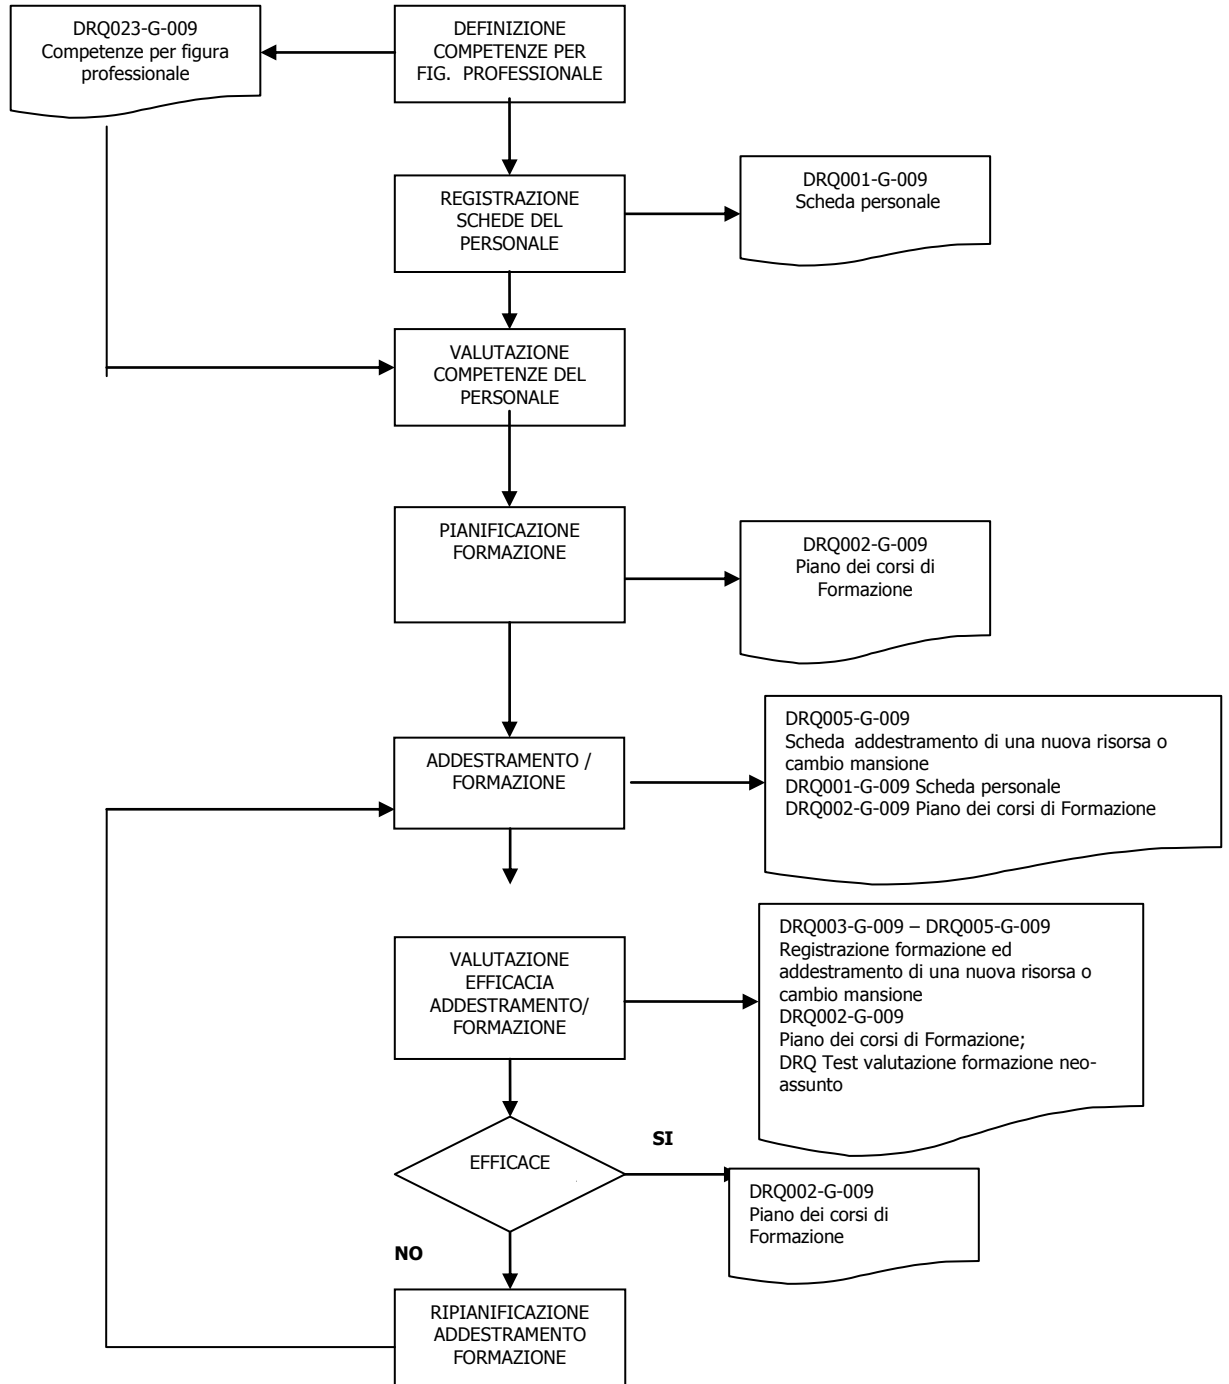 DRQ023-G-009
Competenze per figura
professionale
DEFINIZIONE
COMPETENZE PER
FIG. PROFESSIONALE
REGISTRAZIONE
SCHEDE DEL
PERSONALE
DRQ001-G-009
Scheda personale
VALUTAZIONE
COMPETENZE DEL
PERSONALE
PIANIFICAZIONE
FORMAZIONE
DRQ002-G-009
Piano dei corsi di
Formazione
ADDESTRAMENTO /
FORMAZIONE
DRQ005-G-009
Scheda addestramento di una nuova risorsa o
cambio mansione
DRQ001-G-009 Scheda personale
DRQ002-G-009 Piano dei corsi di Formazione
VALUTAZIONE
EFFICACIA
ADDESTRAMENTO/
FORMAZIONE
DRQ003-G-009 – DRQ005-G-009
Registrazione formazione ed
addestramento di una nuova risorsa o
cambio mansione
DRQ002-G-009
Piano dei corsi di Formazione;
DRQ Test valutazione formazione neo-
assunto
EFFICACE
SI
DRQ002-G-009
Piano dei corsi di
Formazione
NO
RIPIANIFICAZIONE
ADDESTRAMENTO
FORMAZIONE